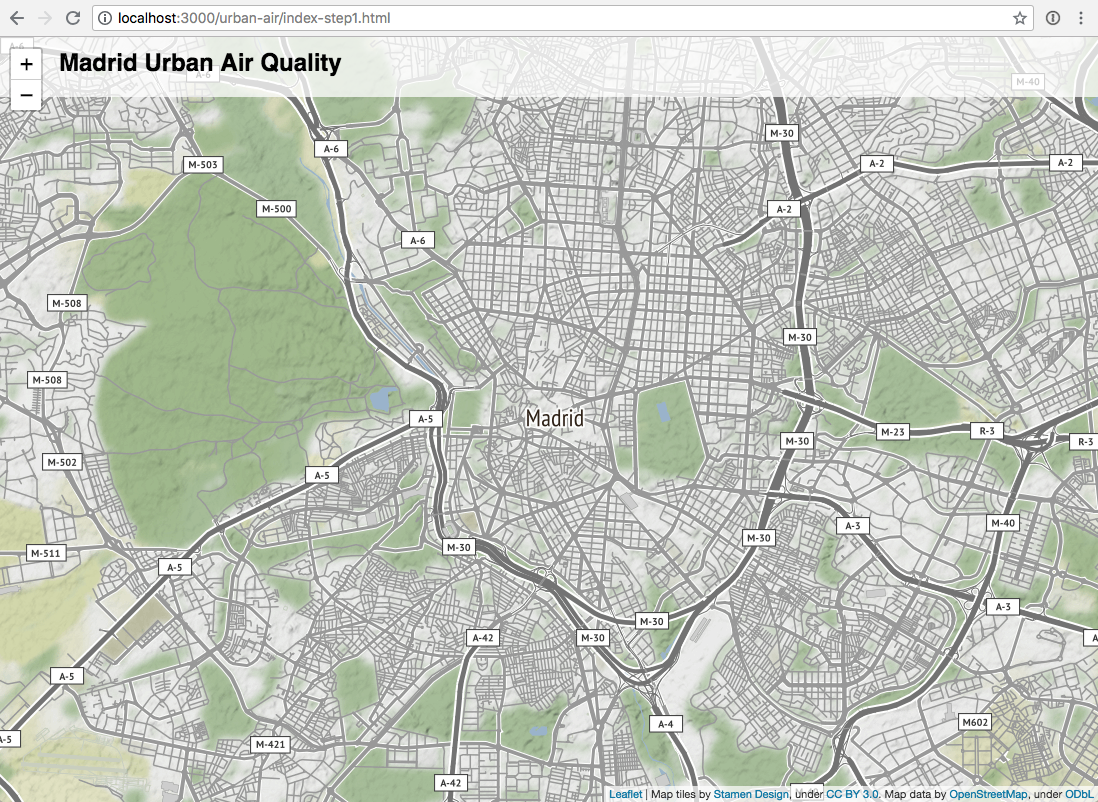 localhost:3000/urban-air/index-step1.html
+
Madrid Urban Air Quality
−
A-6
M-40
M-30
A-6
M-503
A-2
A-2
M-500
A-2
A-6
M-508
M-30
M-508
Madrid
A-5
M-23
R-3
M-30
R-3
M-502
A-5
M-40
A-3
M-30
M-30
M-511
A-5
A-3
M-30
M-30
A-42
A-5
M602
A-4
A-5
M-421
A-42
Leaflet | Map tiles by Stamen Design, under CC BY 3.0. Map data by OpenStreetMap, under ODbL